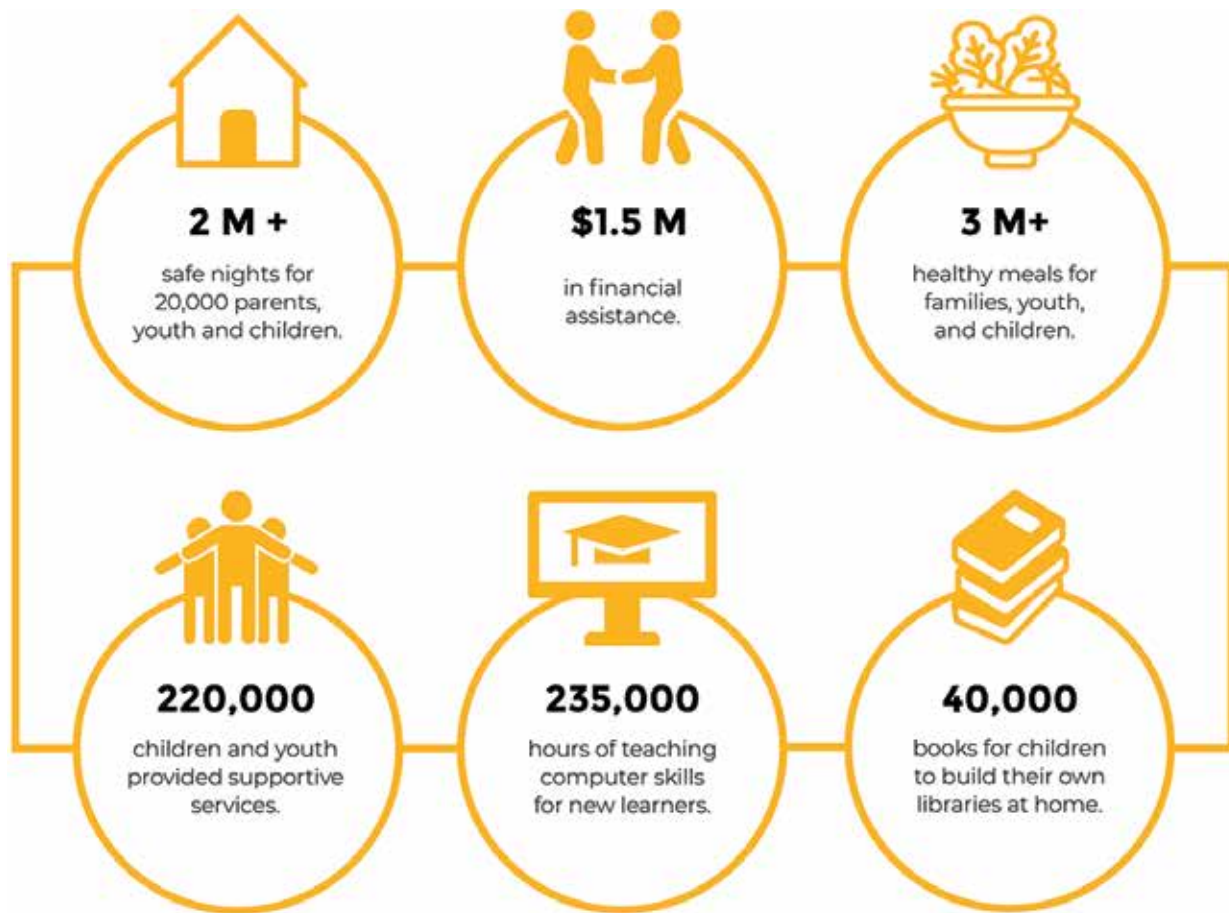 2 M +
safe nights for
20,000 parents,
youth and children.
$1.5 M
in financial
assistance.
3 M+
healthy meals for
families, youth,
and children.
220,000
children and youth
provided supportive
services.
235,000
hours of teaching
computer skills
for new learners.
40,000
books for children
to build their own
libraries at home.